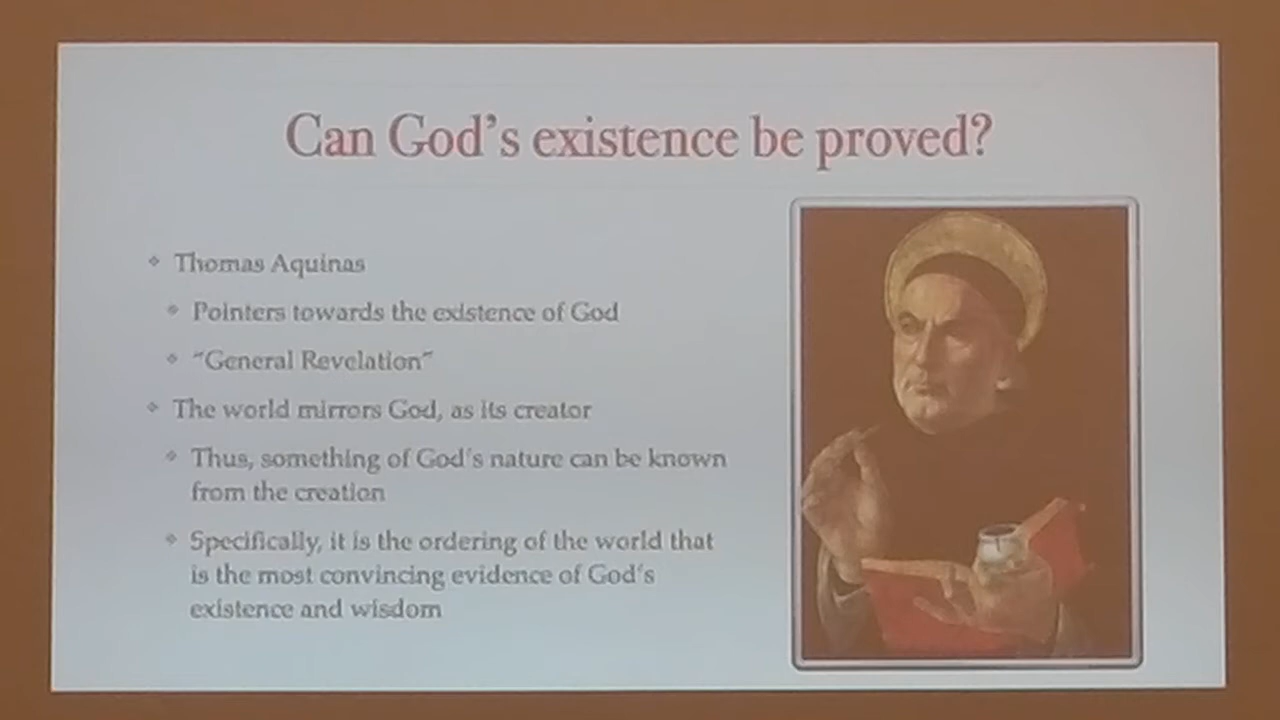 Can God's existence be proved?
Thomas Aquinas
Pointers towards the existence of God
"General Revelation"
The world mirrors God, as its creator
Thus, something of God's nature can be known
from the creation
Specifically, it is the ordering of the world that
is the most convincing evidence of God's
existence and wisdom